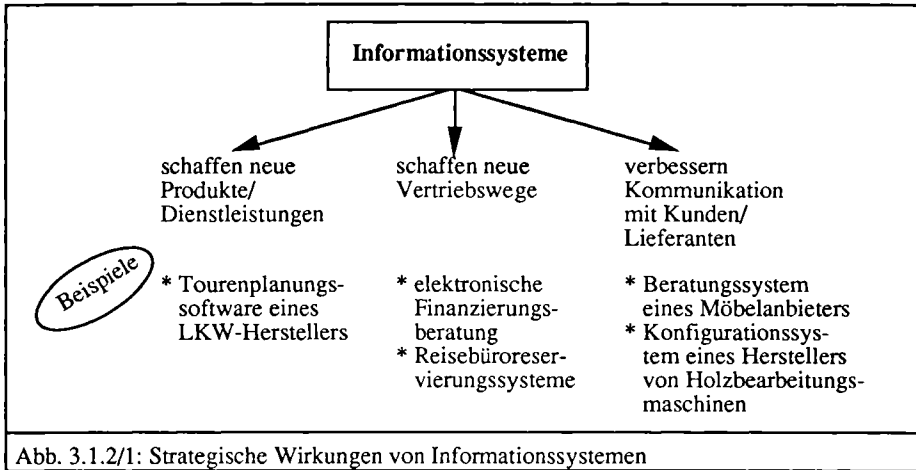 Informationssysteme
schaffen neue
Produkte/
Dienstleistungen
schaffen neue
Vertriebswege
verbessern
Kommunikation
mit Kunden/
Lieferanten
Beispiele
* Tourenplanungs-
software eines
LKW-Herstellers
* elektronische
Finanzierungs-
beratung
* Reisebüroreser-
vierungssysteme
* Beratungssystem
eines Möbelanbieters
* Konfigurationssy-
stem eines Herstellers
von Holzbearbeitungs-
maschinen
Abb. 3.1.2/1: Strategische Wirkungen von Informationssystemen